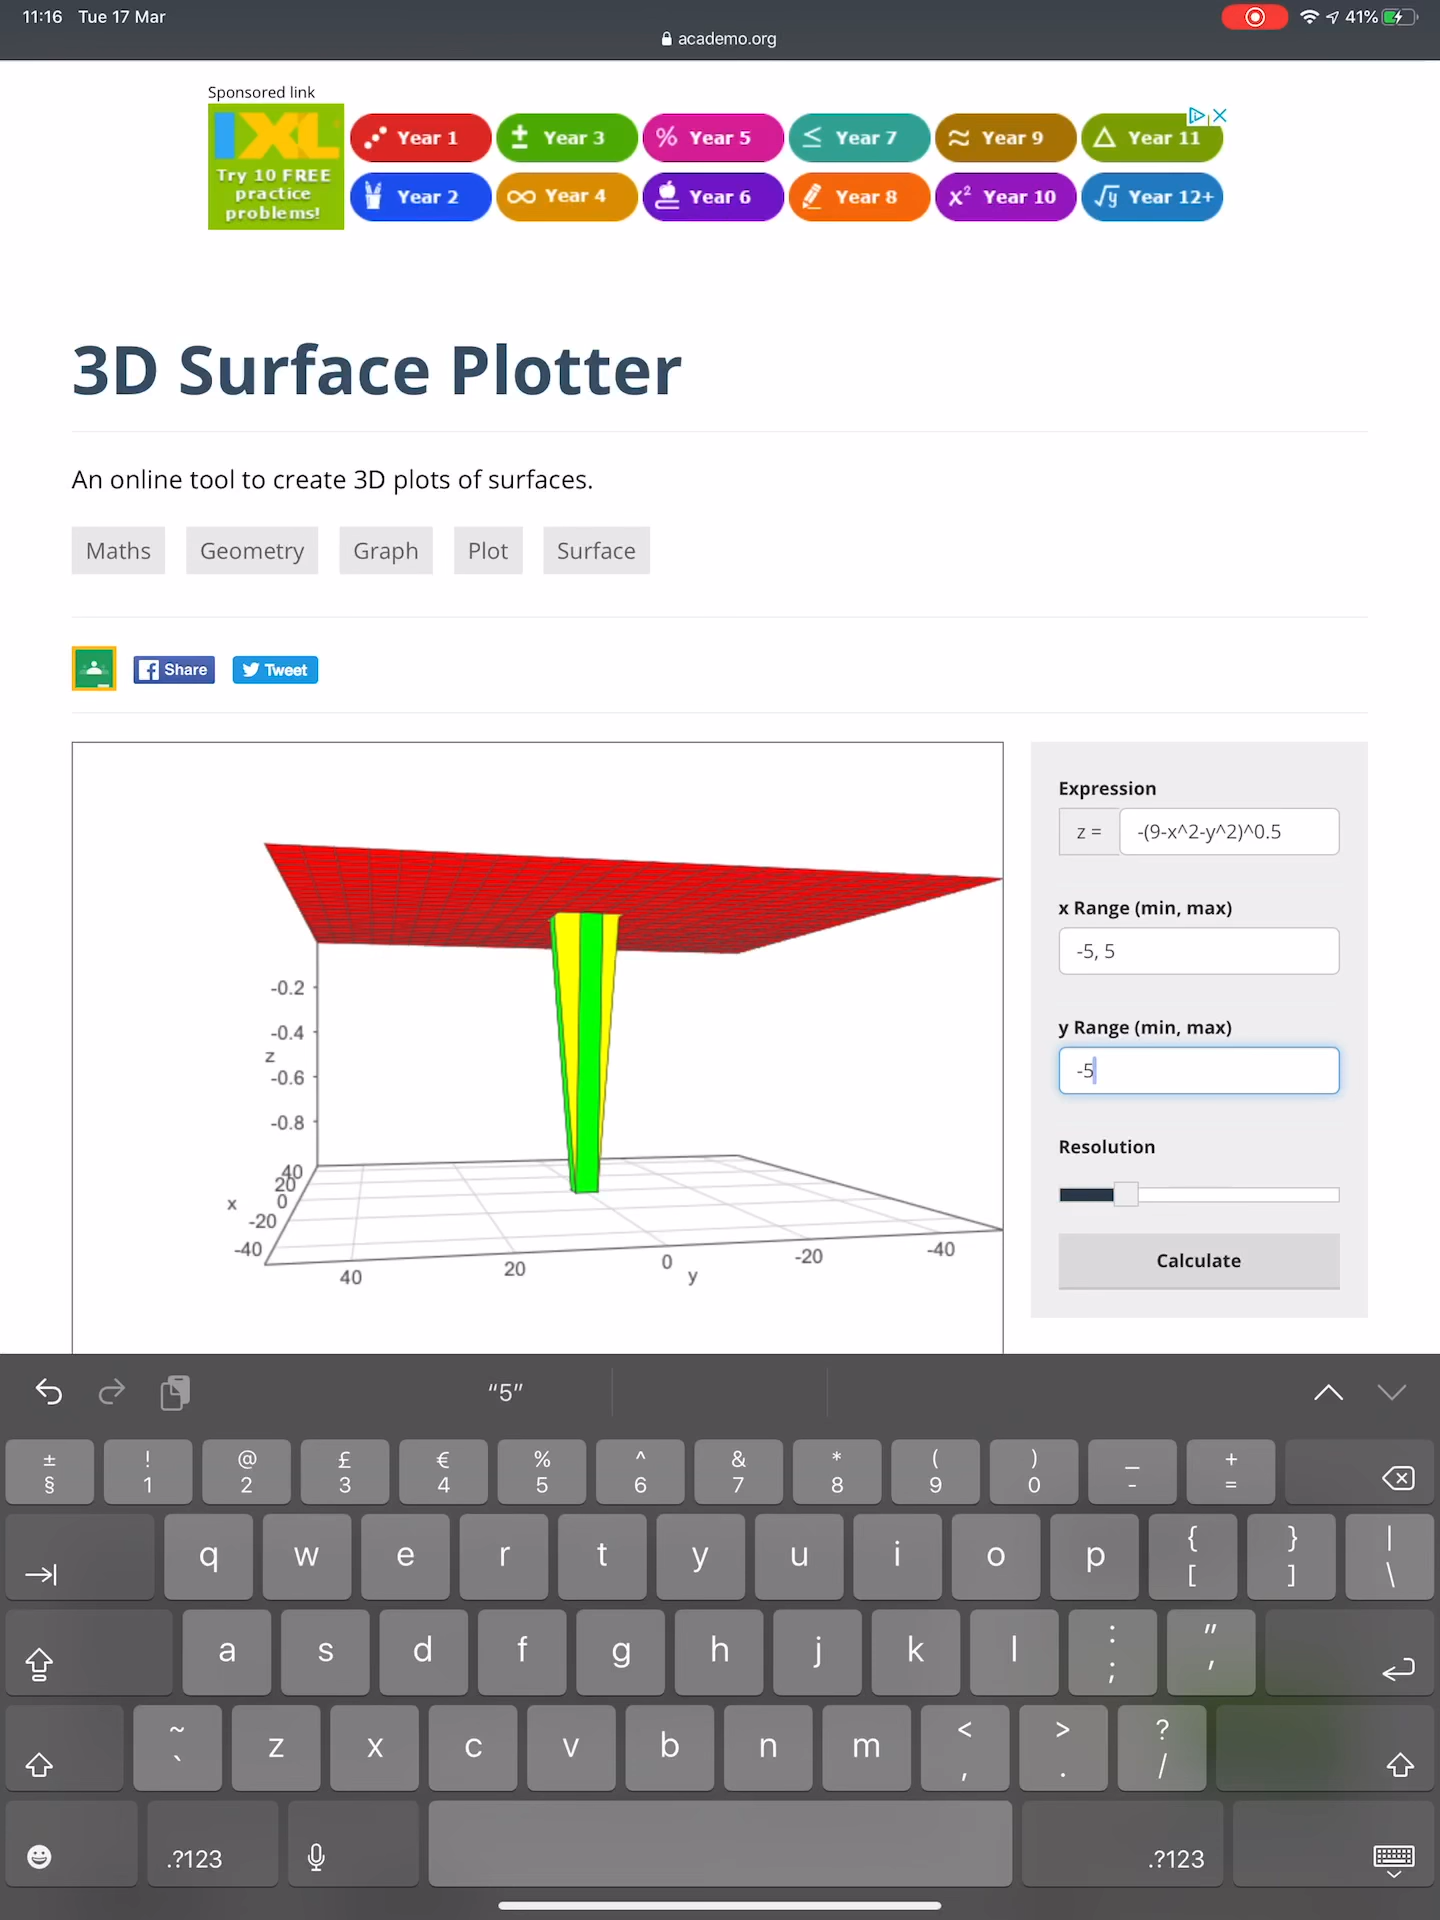 11:16 Tue 17 Mar
41%
academo.org
Sponsored link
IXL
Try 10 FREE
practice
problems!
Year 1
± Year 3
% Year 5
≤ Year 7
≈ Year 9
△ Year 11
Year 2
∞ Year 4
Year 6
Year 8
x² Year 10
√y Year 12+
3D Surface Plotter
An online tool to create 3D plots of surfaces.
Maths Geometry Graph Plot Surface
Share
Tweet
Expression
z = -(9-x^2-y^2)^0.5
x Range (min, max)
-5, 5
y Range (min, max)
-5
Resolution
Calculate
-0.2
-0.4
z
-0.6
-0.8
40
20
x 0
-20
-40
40 20 0 -20 -40
y
“5”
± ! @ £ € % ^ & * ( ) _ +
§ 1 2 3 4 5 6 7 8 9 0 - =
q w e r t y u i o p { } |
[ ] \
a s d f g h j k l : "
; '
~ z x c v b n m < > ?
` , . /
.?123 .?123